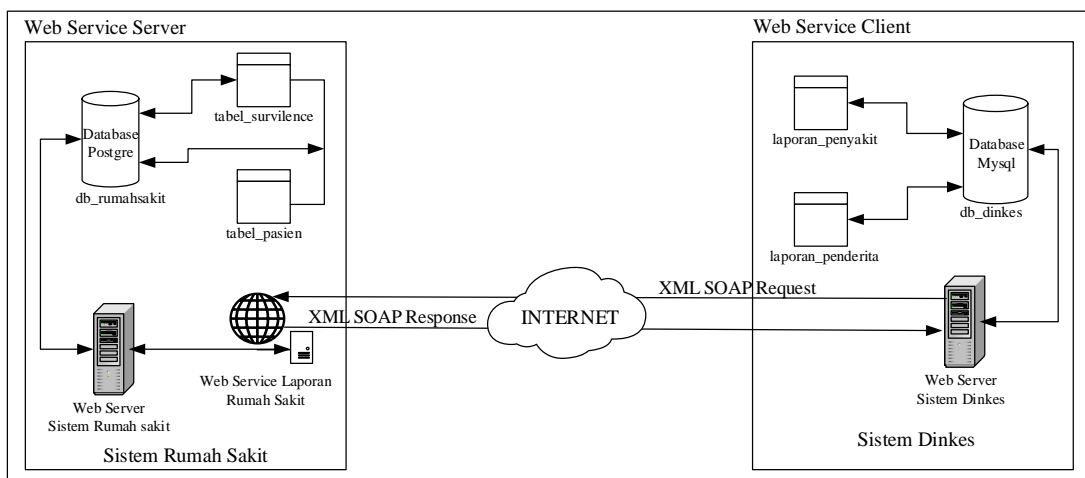 Web Service Server
Database
Postgre
db_rumahsakit
tabel_survilence
tabel_pasien
Web Server
Sistem Rumah sakit
Web Service Laporan
Rumah Sakit
Sistem Rumah Sakit
XML SOAP Response
INTERNET
XML SOAP Request
Web Service Client
laporan_penyakit
laporan_penderita
Database
Mysql
db_dinkes
Web Server
Sistem Dinkes
Sistem Dinkes